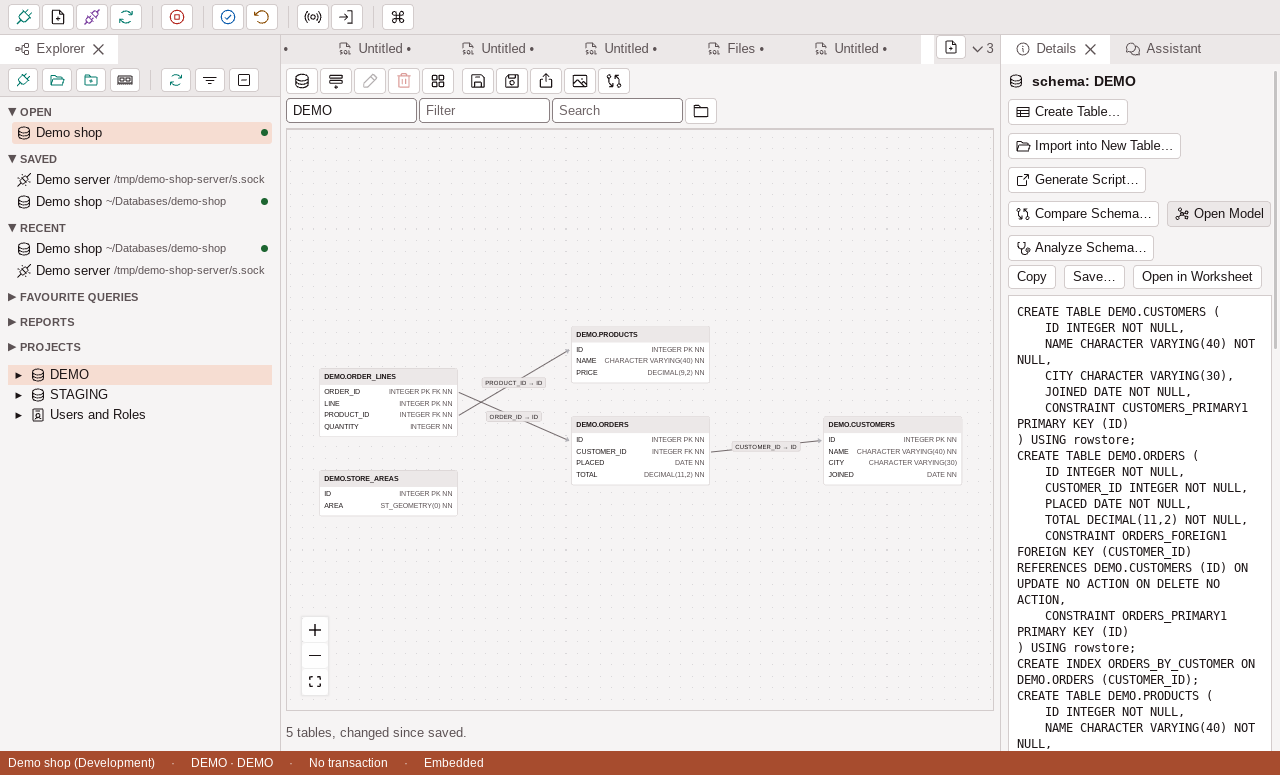 Explorer
• Untitled • Untitled • Untitled • Files • Untitled • 3
Details Assistant
OPEN
Demo shop
SAVED
Demo server /tmp/demo-shop-server/s.sock
Demo shop ~/Databases/demo-shop
RECENT
Demo shop ~/Databases/demo-shop
Demo server /tmp/demo-shop-server/s.sock
FAVOURITE QUERIES
REPORTS
PROJECTS
DEMO
STAGING
Users and Roles
DEMO Filter Search
DEMO.ORDER_LINES
ORDER_ID INTEGER PK FK NN
LINE INTEGER PK NN
PRODUCT_ID INTEGER FK NN
QUANTITY INTEGER NN
DEMO.STORE_AREAS
ID INTEGER PK NN
AREA ST_GEOMETRY(0) NN
PRODUCT_ID → ID
ORDER_ID → ID
DEMO.PRODUCTS
ID INTEGER PK NN
NAME CHARACTER VARYING(40) NN
PRICE DECIMAL(9,2) NN
DEMO.ORDERS
ID INTEGER PK NN
CUSTOMER_ID INTEGER FK NN
PLACED DATE NN
TOTAL DECIMAL(11,2) NN
CUSTOMER_ID → ID
DEMO.CUSTOMERS
ID INTEGER PK NN
NAME CHARACTER VARYING(40) NN
CITY CHARACTER VARYING(30)
JOINED DATE NN
5 tables, changed since saved.
schema: DEMO
Create Table…
Import into New Table…
Generate Script…
Compare Schema… Open Model
Analyze Schema…
Copy Save… Open in Worksheet
CREATE TABLE DEMO.CUSTOMERS (
ID INTEGER NOT NULL,
NAME CHARACTER VARYING(40) NOT
NULL,
CITY CHARACTER VARYING(30),
JOINED DATE NOT NULL,
CONSTRAINT CUSTOMERS_PRIMARY1
PRIMARY KEY (ID)
) USING rowstore;
CREATE TABLE DEMO.ORDERS (
ID INTEGER NOT NULL,
CUSTOMER_ID INTEGER NOT NULL,
PLACED DATE NOT NULL,
TOTAL DECIMAL(11,2) NOT NULL,
CONSTRAINT ORDERS_FOREIGN1
FOREIGN KEY (CUSTOMER_ID)
REFERENCES DEMO.CUSTOMERS (ID) ON
UPDATE NO ACTION ON DELETE NO
ACTION,
CONSTRAINT ORDERS_PRIMARY1
PRIMARY KEY (ID)
) USING rowstore;
CREATE INDEX ORDERS_BY_CUSTOMER ON
DEMO.ORDERS (CUSTOMER_ID);
CREATE TABLE DEMO.PRODUCTS (
ID INTEGER NOT NULL,
NAME CHARACTER VARYING(40) NOT
NULL,
Demo shop (Development) · DEMO · DEMO · No transaction · Embedded